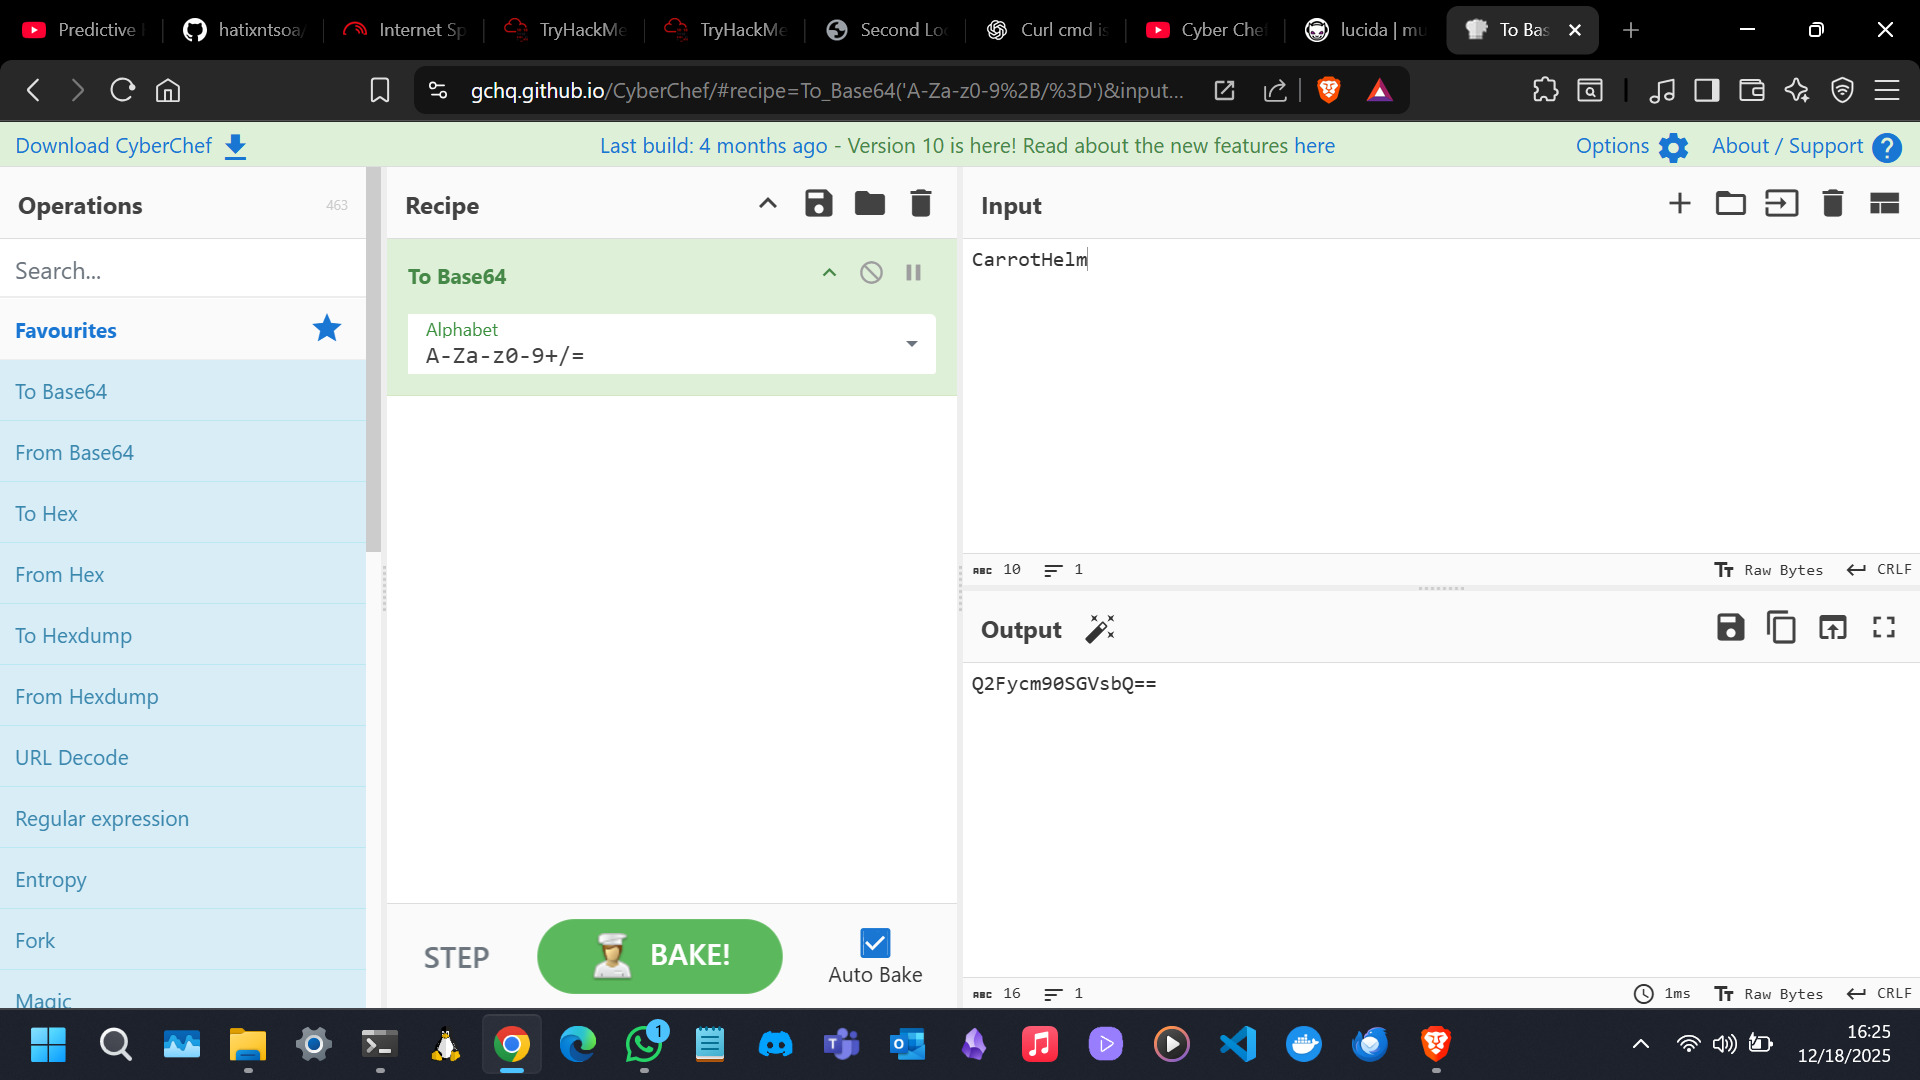 Predictive
hatixntsoa/
Internet Sp
TryHackMe
TryHackMe
Second Loc
Curl cmd is
Cyber Chef
lucida | mu
To Bas
gchq.github.io/CyberChef/#recipe=To_Base64('A-Za-z0-9%2B/%3D')&input...
Download CyberChef
Last build: 4 months ago - Version 10 is here! Read about the new features here
Options
About / Support
Operations
463
Search...
Favourites
To Base64
From Base64
To Hex
From Hex
To Hexdump
From Hexdump
URL Decode
Regular expression
Entropy
Fork
Magic
Recipe
To Base64
Alphabet
A-Za-z0-9+/=
STEP
BAKE!
Auto Bake
Input
CarrotHelm
ABC 10
1
Raw Bytes
CRLF
Output
Q2Fycm90SGVsbQ==
ABC 16
1
1ms
Raw Bytes
CRLF
1
16:25
12/18/2025